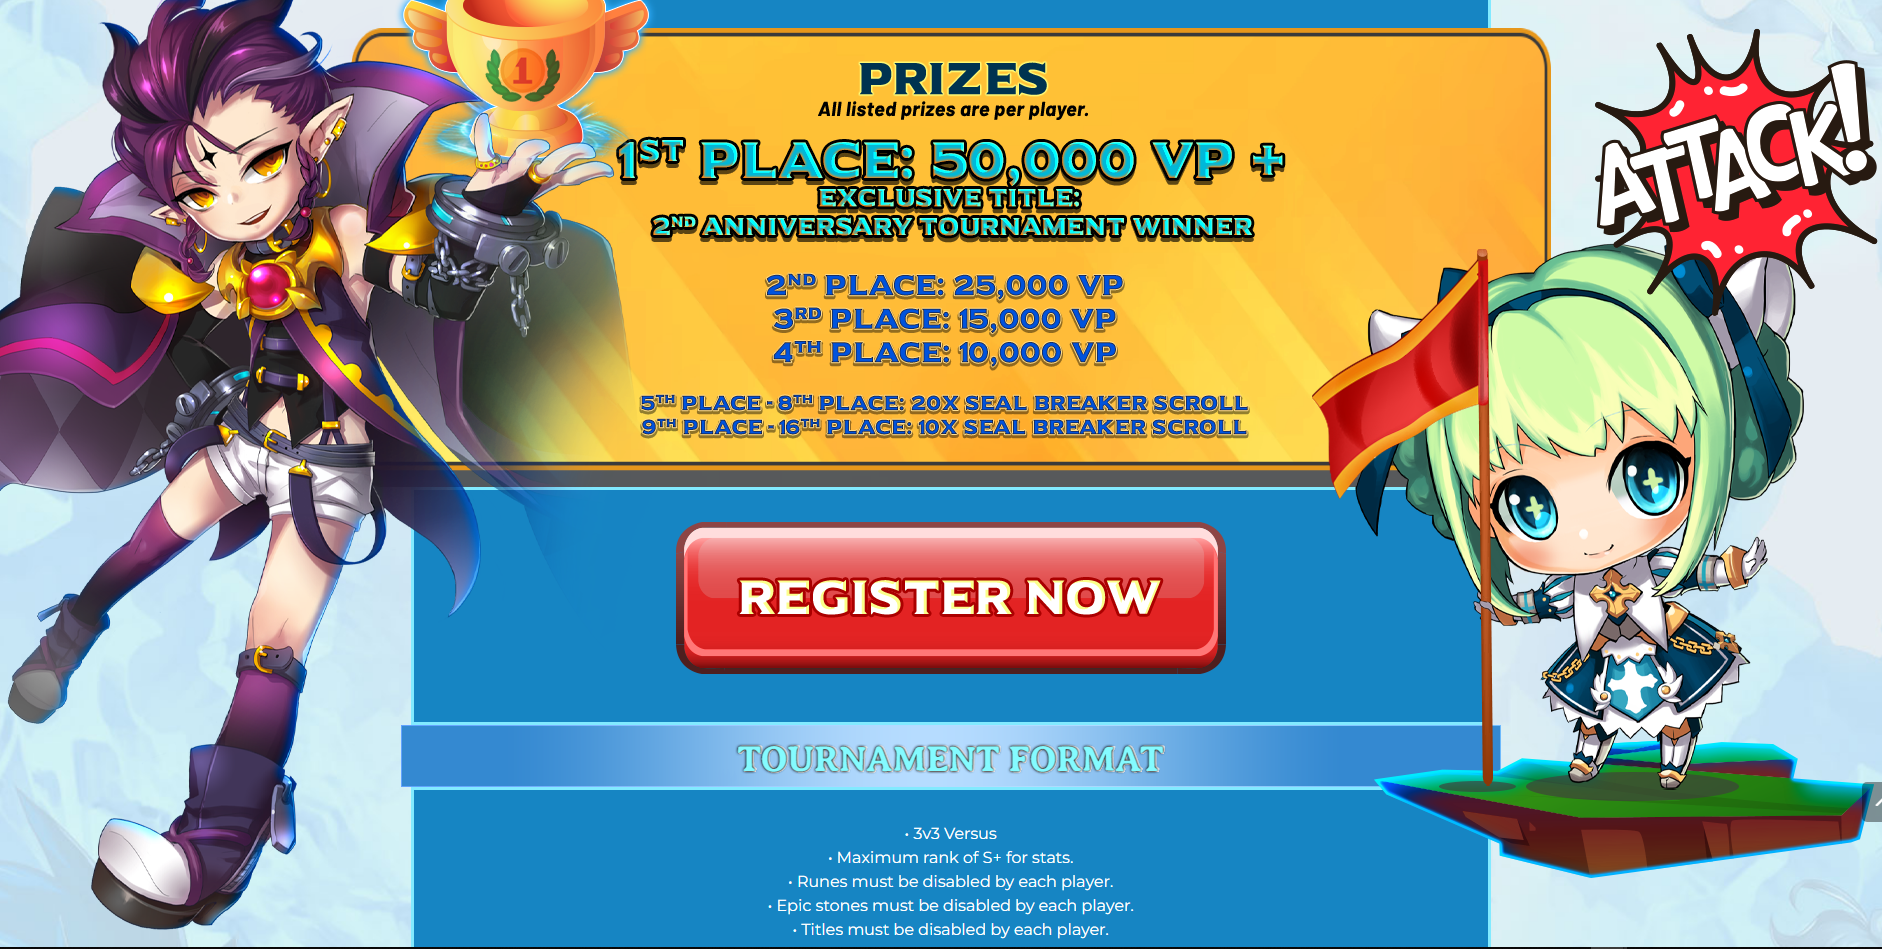 1
PRIZES
All listed prizes are per player.
1ST PLACE: 50,000 VP +
EXCLUSIVE TITLE:
2ND ANNIVERSARY TOURNAMENT WINNER
2ND PLACE: 25,000 VP
3RD PLACE: 15,000 VP
4TH PLACE: 10,000 VP
5TH PLACE - 8TH PLACE: 20X SEAL BREAKER SCROLL
9TH PLACE - 16TH PLACE: 10X SEAL BREAKER SCROLL
ATTACK!
REGISTER NOW
TOURNAMENT FORMAT
• 3v3 Versus
• Maximum rank of S+ for stats.
• Runes must be disabled by each player.
• Epic stones must be disabled by each player.
• Titles must be disabled by each player.